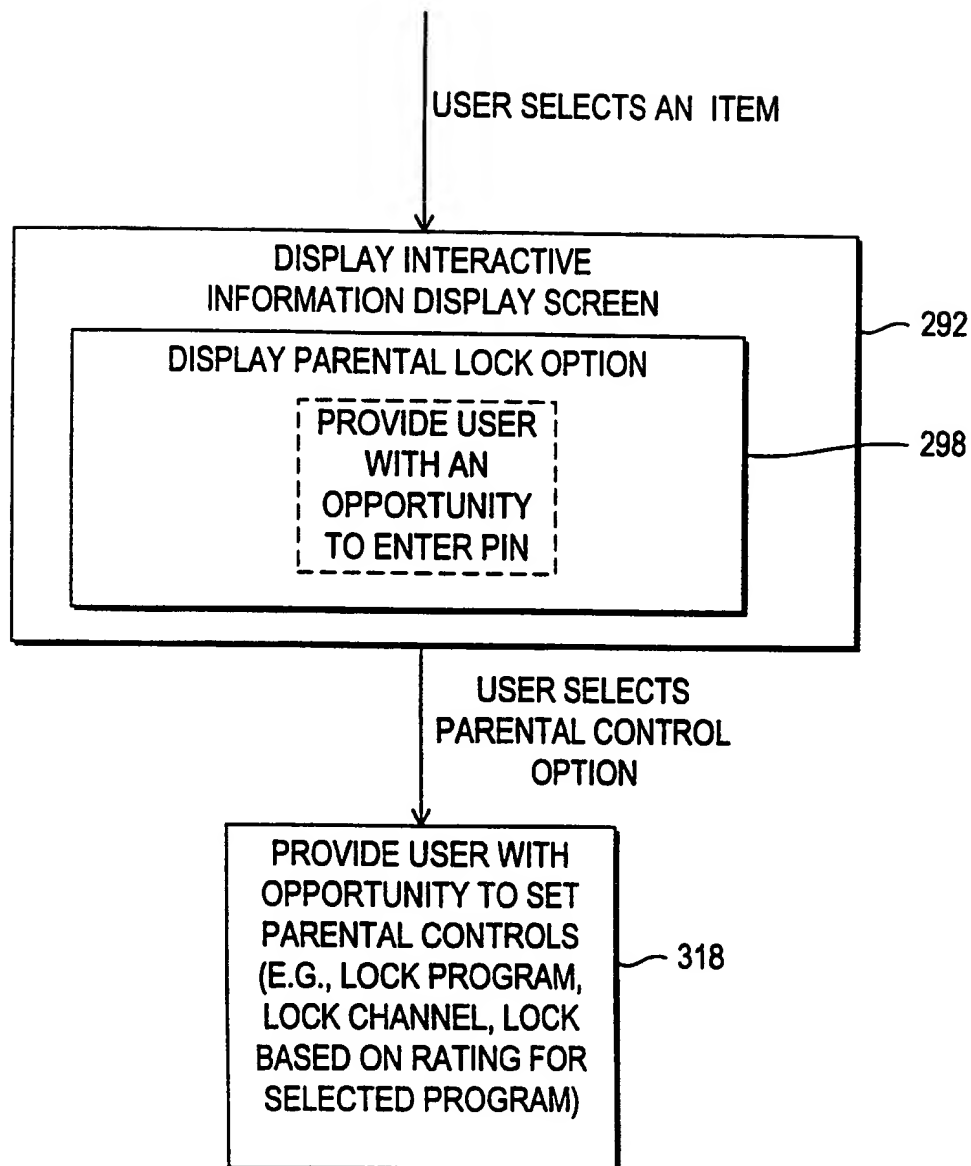 USER SELECTS AN ITEM
DISPLAY INTERACTIVE
INFORMATION DISPLAY SCREEN
292
DISPLAY PARENTAL LOCK OPTION
298
PROVIDE USER
WITH AN
OPPORTUNITY
TO ENTER PIN
USER SELECTS
PARENTAL CONTROL
OPTION
PROVIDE USER WITH
OPPORTUNITY TO SET
PARENTAL CONTROLS
(E.G., LOCK PROGRAM,
318
LOCK CHANNEL, LOCK
BASED ON RATING FOR
SELECTED PROGRAM)